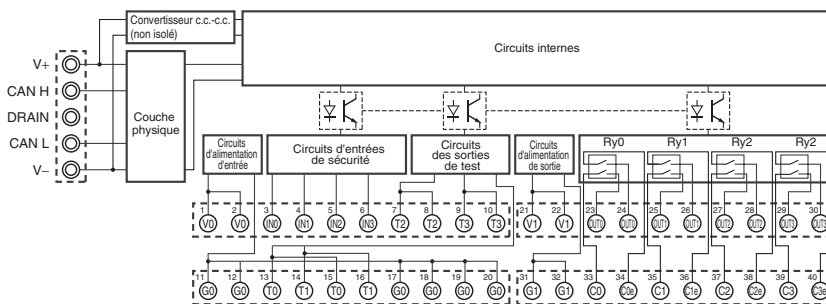 Convertisseur c.c.-c.c.
(non isolé)
Circuits internes
V+
CAN H
DRAIN
CAN L
V–
Couche
physique
Circuits
d'alimentation
d'entrée
Circuits d'entrées
de sécurité
Circuits
des sorties
de test
Circuits
d'alimentation
de sortie
Ry0 Ry1 Ry2 Ry2
1 2 3 4 5 6 7 8 9 10 21 22 23 24 25 26 27 28 29 30
V0 V0 IN0 IN1 IN2 IN3 T2 T2 T3 T3 V1 V1 OUT0 OUT0 OUT1 OUT1 OUT2 OUT2 OUT3 OUT3
11 12 13 14 15 16 17 18 19 20 31 32 33 34 35 36 37 38 39 40
G0 G0 T0 T1 T0 T1 G0 G0 G0 G0 G1 G1 C0 C0e C1 C1e C2 C2e C3 C3e